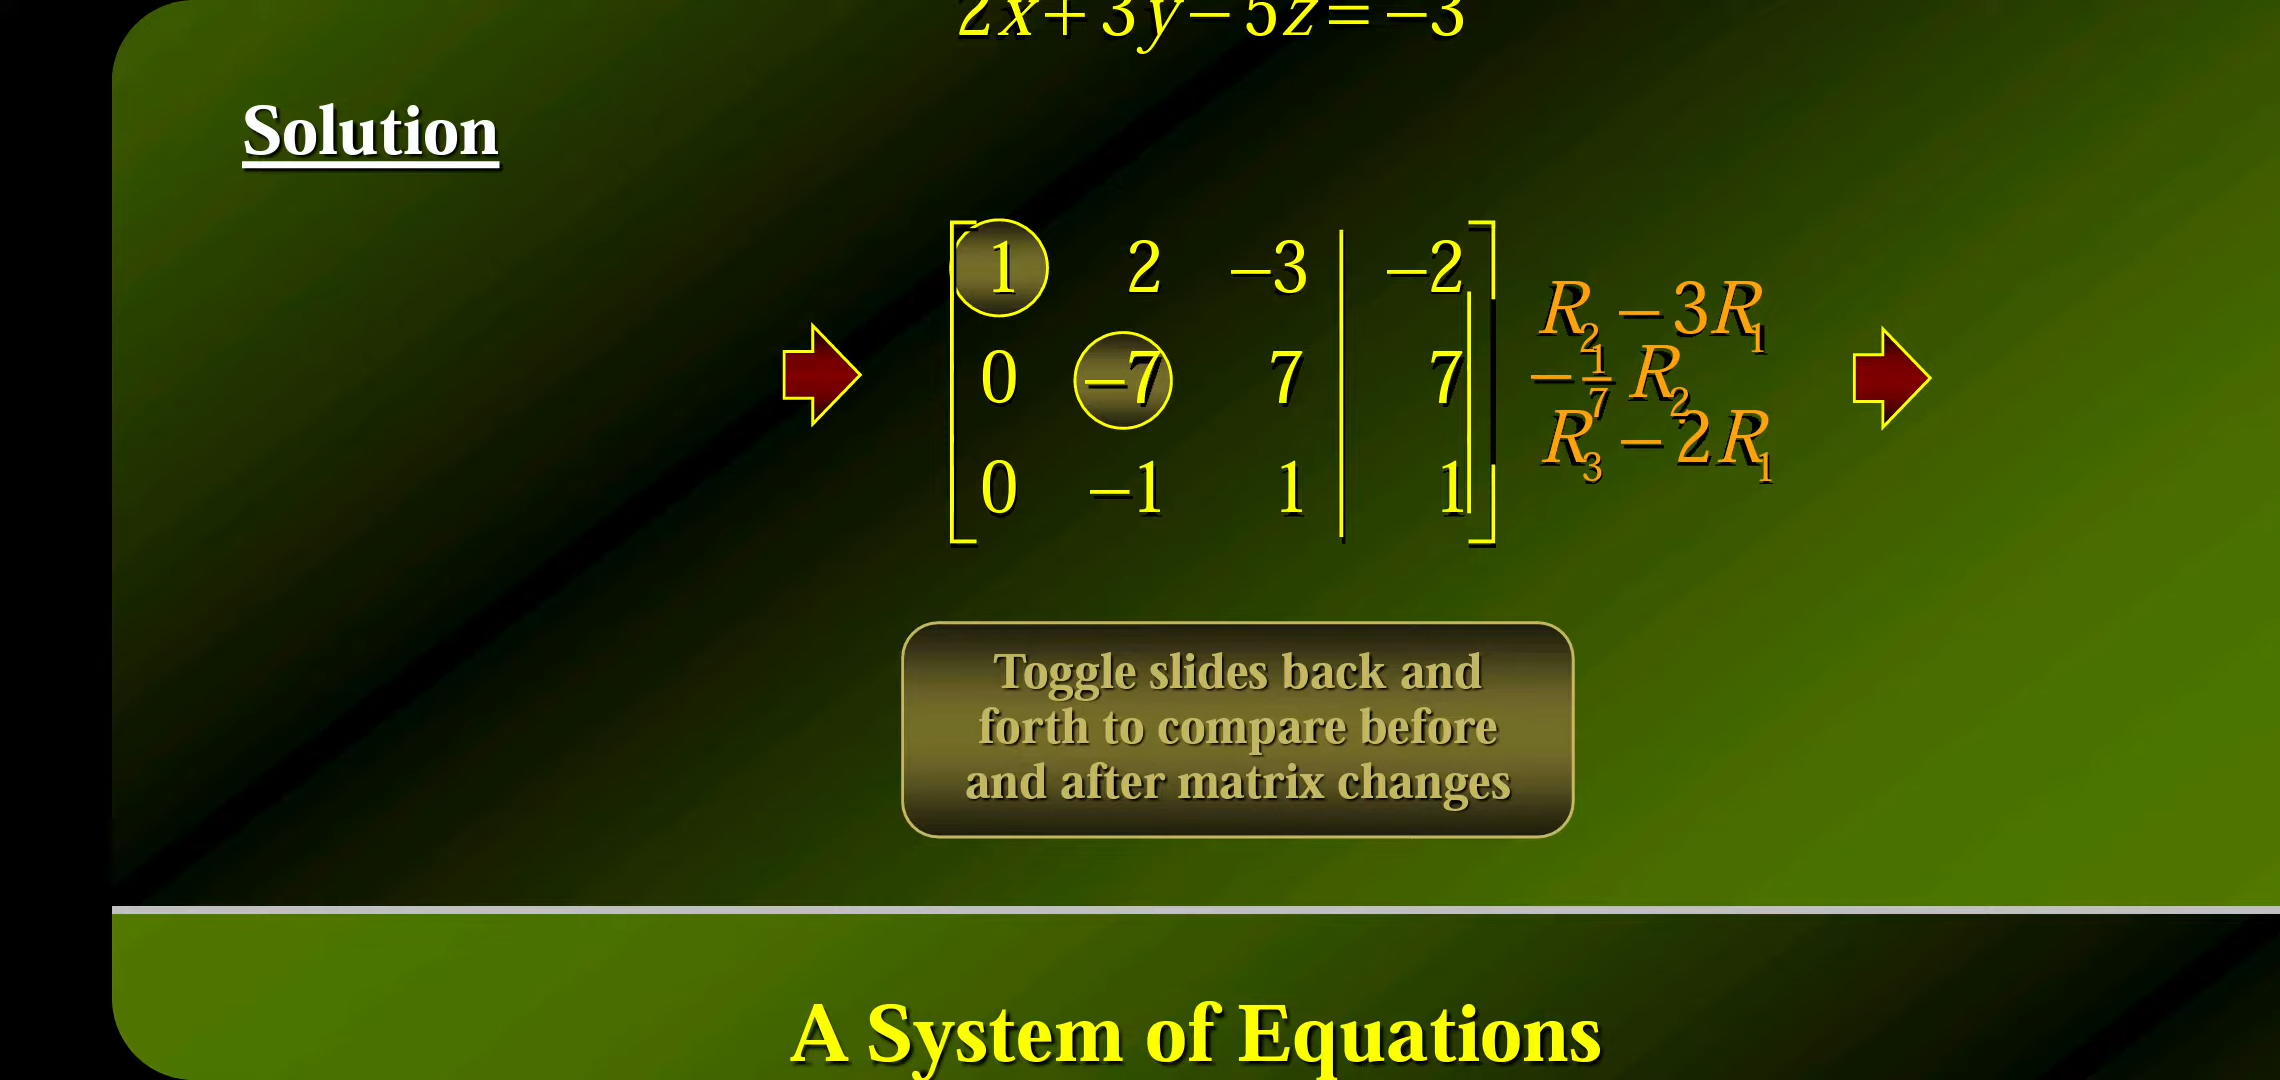 2x+3y−5z=−3
Solution
1 2 −3 −2
0 −7 7 7
0 −1 1 1
R₂−3R₁
−1/7 R₂
R₃−2R₁
Toggle slides back and
forth to compare before
and after matrix changes
A System of Equations